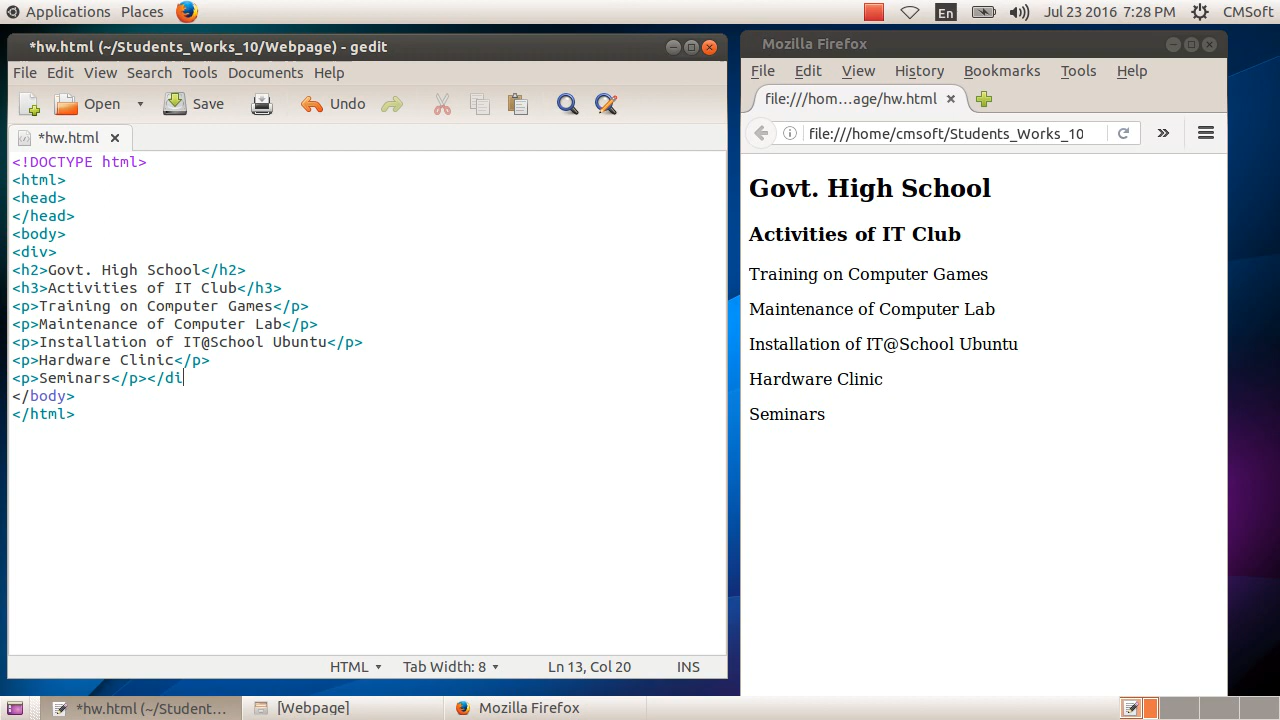 Applications Places En Jul 23 2016 7:28 PM CMSoft
*hw.html (~/Students_Works_10/Webpage) - gedit
File Edit View Search Tools Documents Help
Open Save Undo
*hw.html
<!DOCTYPE html>
<html>
<head>
</head>
<body>
<div>
<h2>Govt. High School</h2>
<h3>Activities of IT Club</h3>
<p>Training on Computer Games</p>
<p>Maintenance of Computer Lab</p>
<p>Installation of IT@School Ubuntu</p>
<p>Hardware Clinic</p>
<p>Seminars</p></di
</body>
</html>
HTML Tab Width: 8 Ln 13, Col 20 INS
Mozilla Firefox
File Edit View History Bookmarks Tools Help
file:///hom...age/hw.html
file:///home/cmsoft/Students_Works_10
Govt. High School
Activities of IT Club
Training on Computer Games
Maintenance of Computer Lab
Installation of IT@School Ubuntu
Hardware Clinic
Seminars
*hw.html (~/Student... [Webpage] Mozilla Firefox